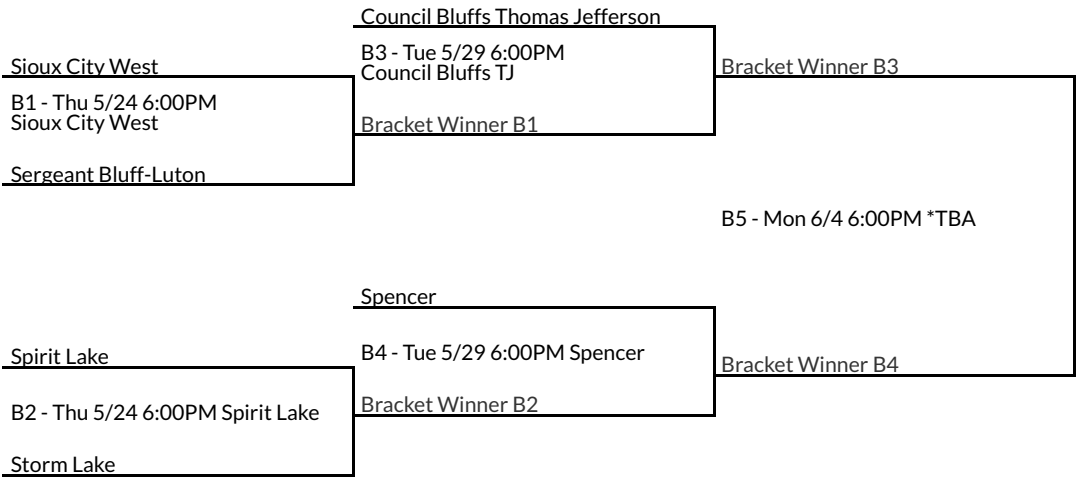 Council Bluffs Thomas Jefferson
B3 - Tue 5/29 6:00PM
Council Bluffs TJ
Sioux City West
Bracket Winner B3
B1 - Thu 5/24 6:00PM
Sioux City West
Bracket Winner B1
Sergeant Bluff-Luton
B5 - Mon 6/4 6:00PM *TBA
Spencer
B4 - Tue 5/29 6:00PM Spencer
Spirit Lake
Bracket Winner B4
Bracket Winner B2
B2 - Thu 5/24 6:00PM Spirit Lake
Storm Lake